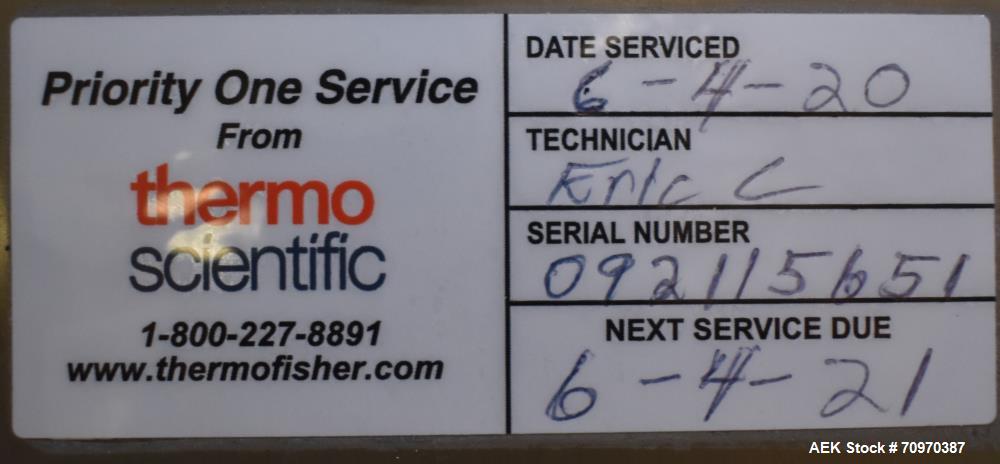 Priority One Service
From
thermo
scientific
1-800-227-8891
www.thermofisher.com
DATE SERVICED
6-4-20
TECHNICIAN
Eric C
SERIAL NUMBER
0921115651
NEXT SERVICE DUE
6-4-21
AEK Stock # 70970387